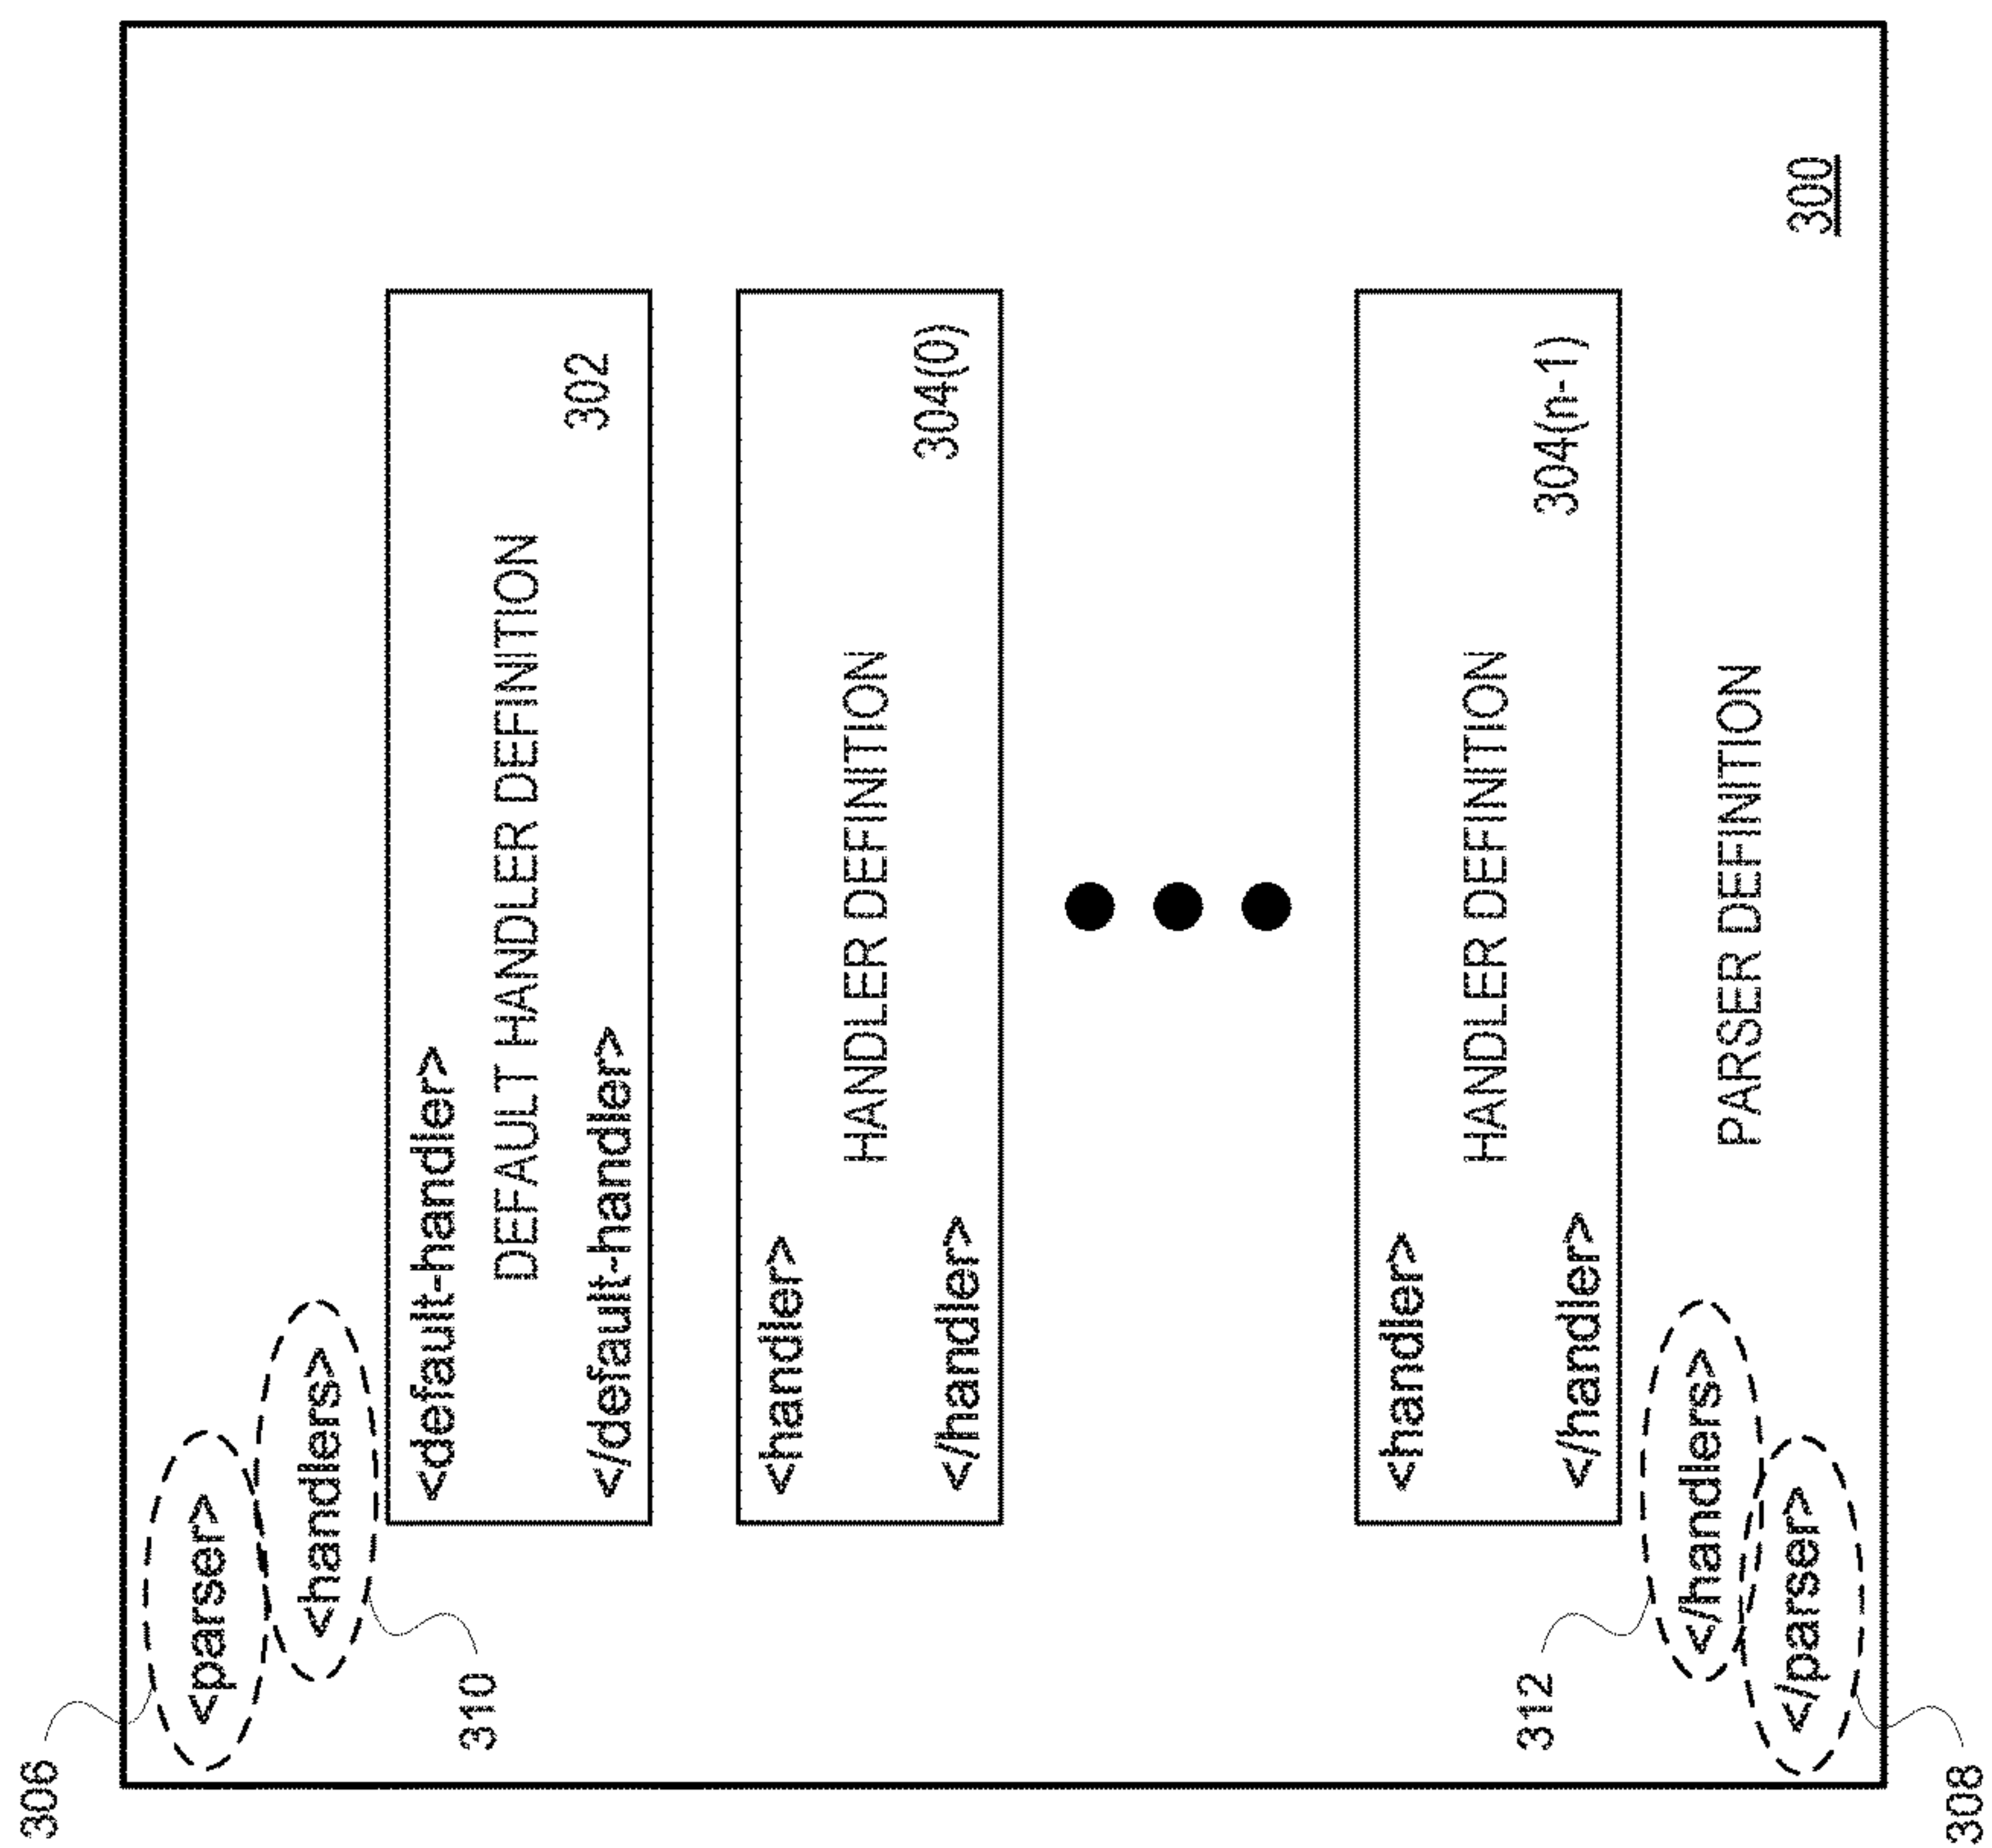 306
<parser>
<handlers>
310
<default-handler>
DEFAULT HANDLER DEFINITION
</default-handler>
302
<handler>
HANDLER DEFINITION
</handler>
304(0)
<handler>
HANDLER DEFINITION
</handler>
304(n-1)
312
</handlers>
PARSER DEFINITION
</parser>
300
308